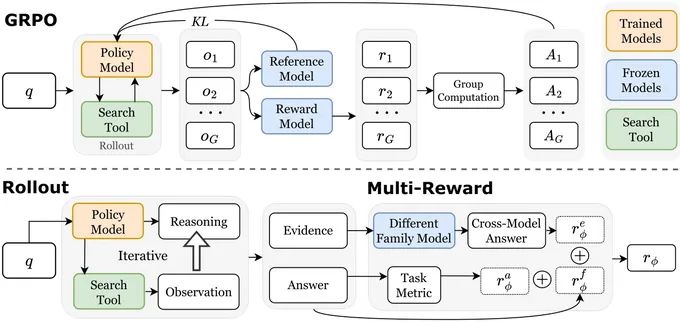 GRPO
KL
q
Policy
Model
Search
Tool
Rollout
o1
o2
...
oG
Reference
Model
Reward
Model
r1
r2
...
rG
Group
Computation
A1
A2
...
AG
Trained
Models
Frozen
Models
Search
Tool
Rollout
q
Policy
Model
Reasoning
Iterative
Search
Tool
Observation
Evidence
Answer
Multi-Reward
Different
Family Model
Cross-Model
Answer
r^e_ϕ
+
Task
Metric
r^a_ϕ
+
r^f_ϕ
r_ϕ